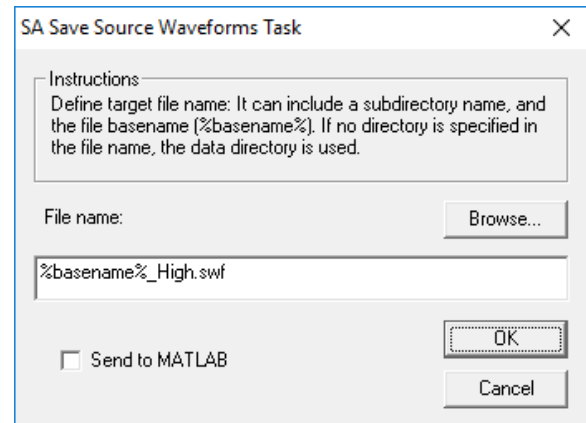 SA Save Source Waveforms Task
Instructions
Define target file name: It can include a subdirectory name, and
the file basename (%basename%). If no directory is specified in
the file name, the data directory is used.
File name:
Browse...
%basename%_High.swf
Send to MATLAB
OK
Cancel